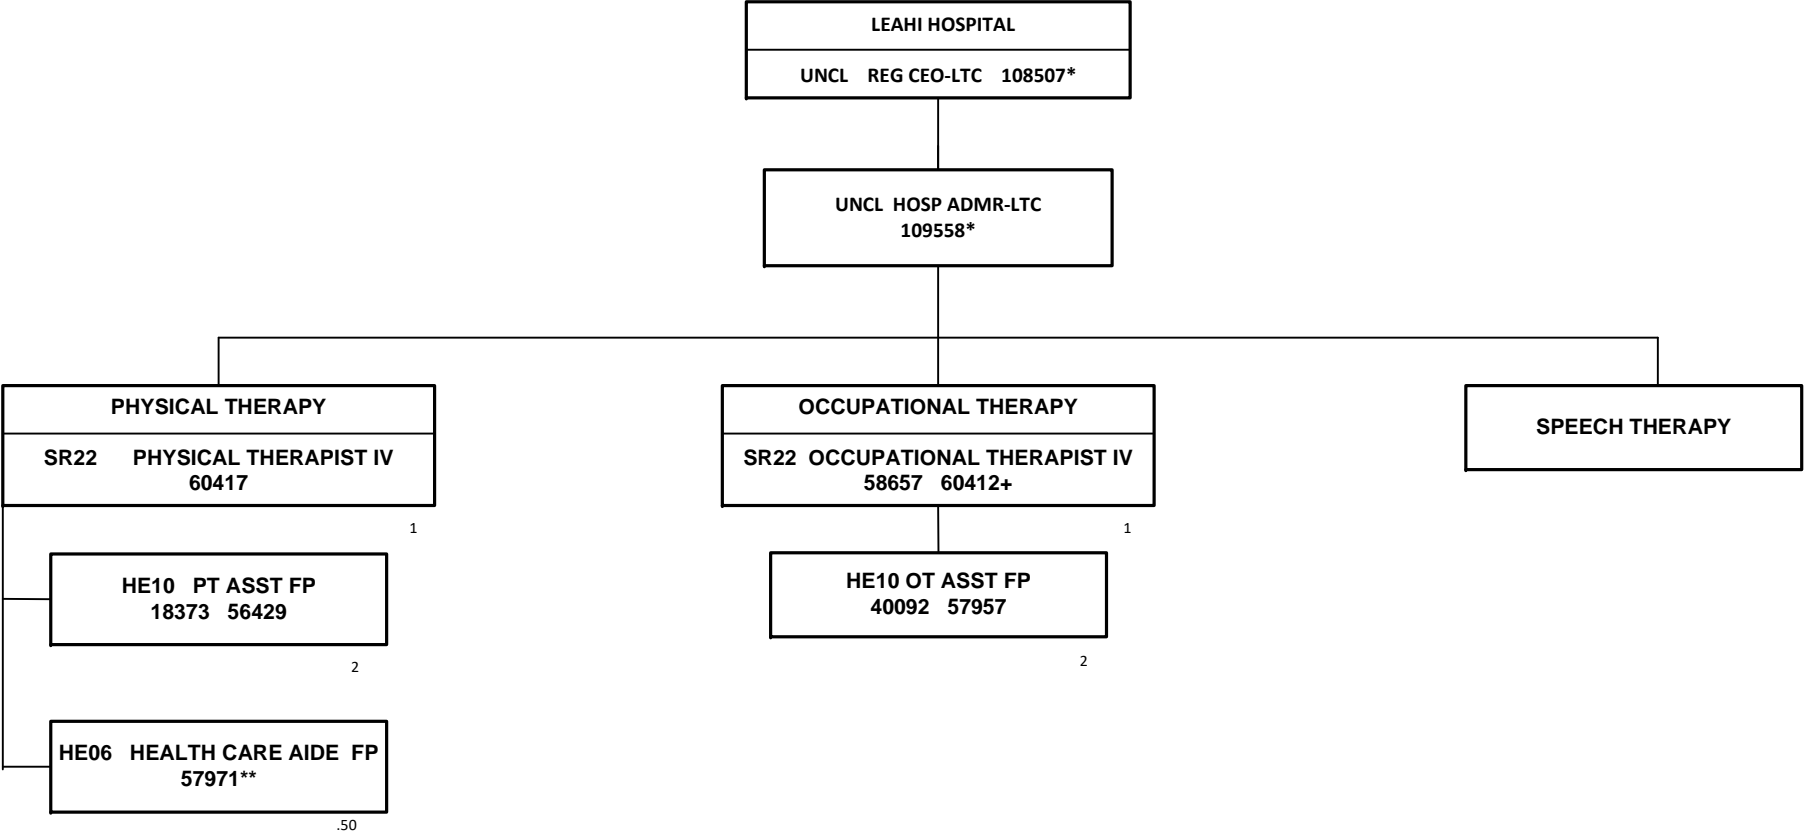 LEAHI HOSPITAL
UNCL REG CEO-LTC 108507*
UNCL HOSP ADMR-LTC
109558*
PHYSICAL THERAPY
SR22 PHYSICAL THERAPIST IV
60417
1
HE10 PT ASST FP
18373 56429
2
HE06 HEALTH CARE AIDE FP
57971**
.50
OCCUPATIONAL THERAPY
SR22 OCCUPATIONAL THERAPIST IV
58657 60412+
1
HE10 OT ASST FP
40092 57957
2
SPEECH THERAPY